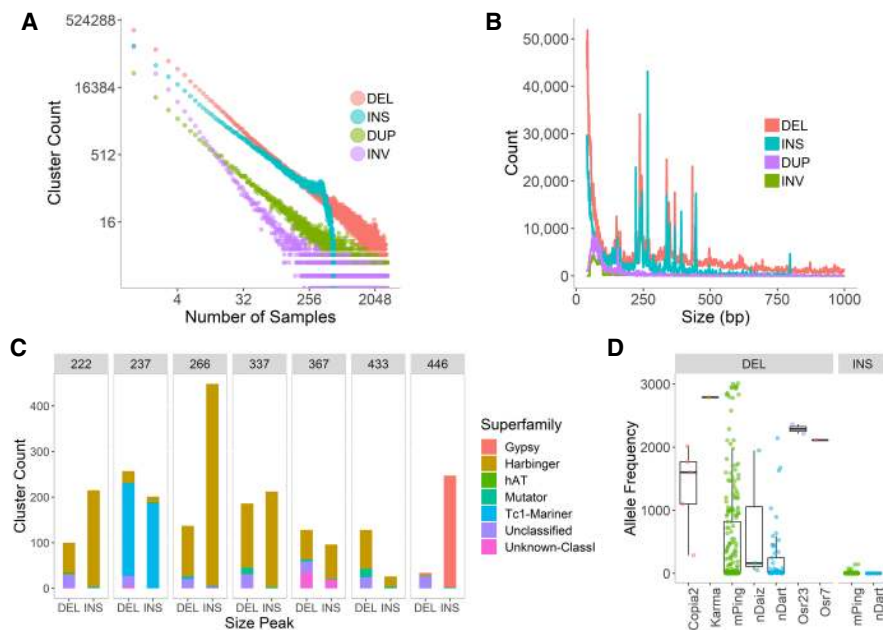 A
524288
16384
512
16
Cluster Count
4
32
256
2048
Number of Samples
DEL
INS
DUP
INV
B
50,000
40,000
30,000
20,000
10,000
0
Count
0
250
500
750
1000
Size (bp)
DEL
INS
DUP
INV
C
222
237
266
337
367
433
446
400
300
200
100
0
Cluster Count
DEL INS DEL INS DEL INS DEL INS DEL INS DEL INS DEL INS
Size Peak
Superfamily
Gypsy
Harbinger
hAT
Mutator
Tc1-Mariner
Unclassified
Unknown-ClassI
D
DEL
INS
3000
2000
1000
0
Allele Frequency
Copia2
Karma
mPing
nDaiz
nDart
Osr23
Osr7
mPing
nDart